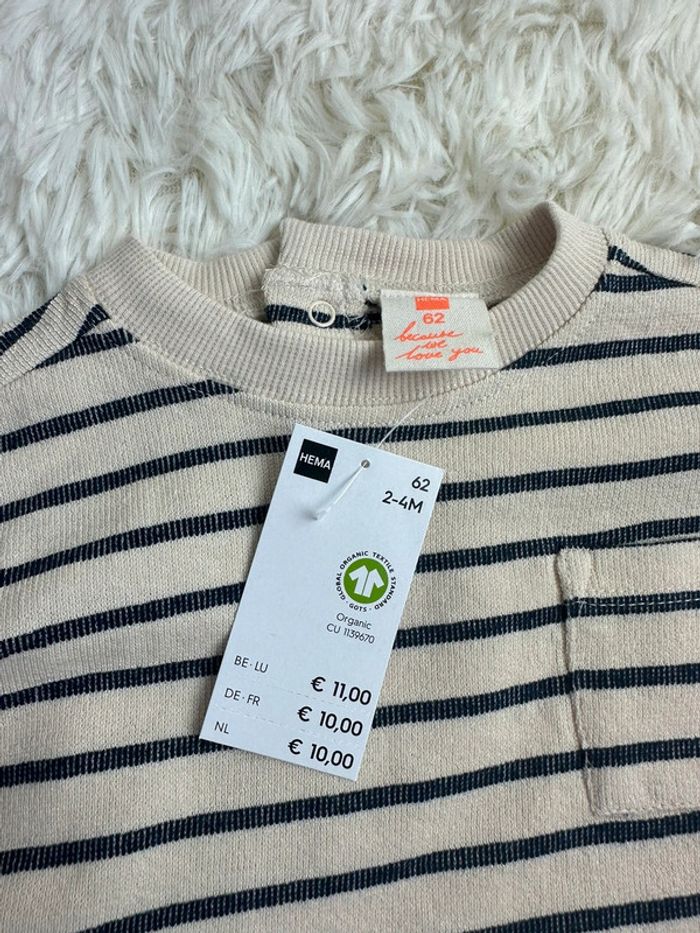 HEMA
62
because
we
love you
HEMA
62
2-4M
GLOBAL ORGANIC TEXTILE STANDARD · GOTS ·
Organic
CU 1139670
BE · LU € 11,00
DE · FR € 10,00
NL € 10,00